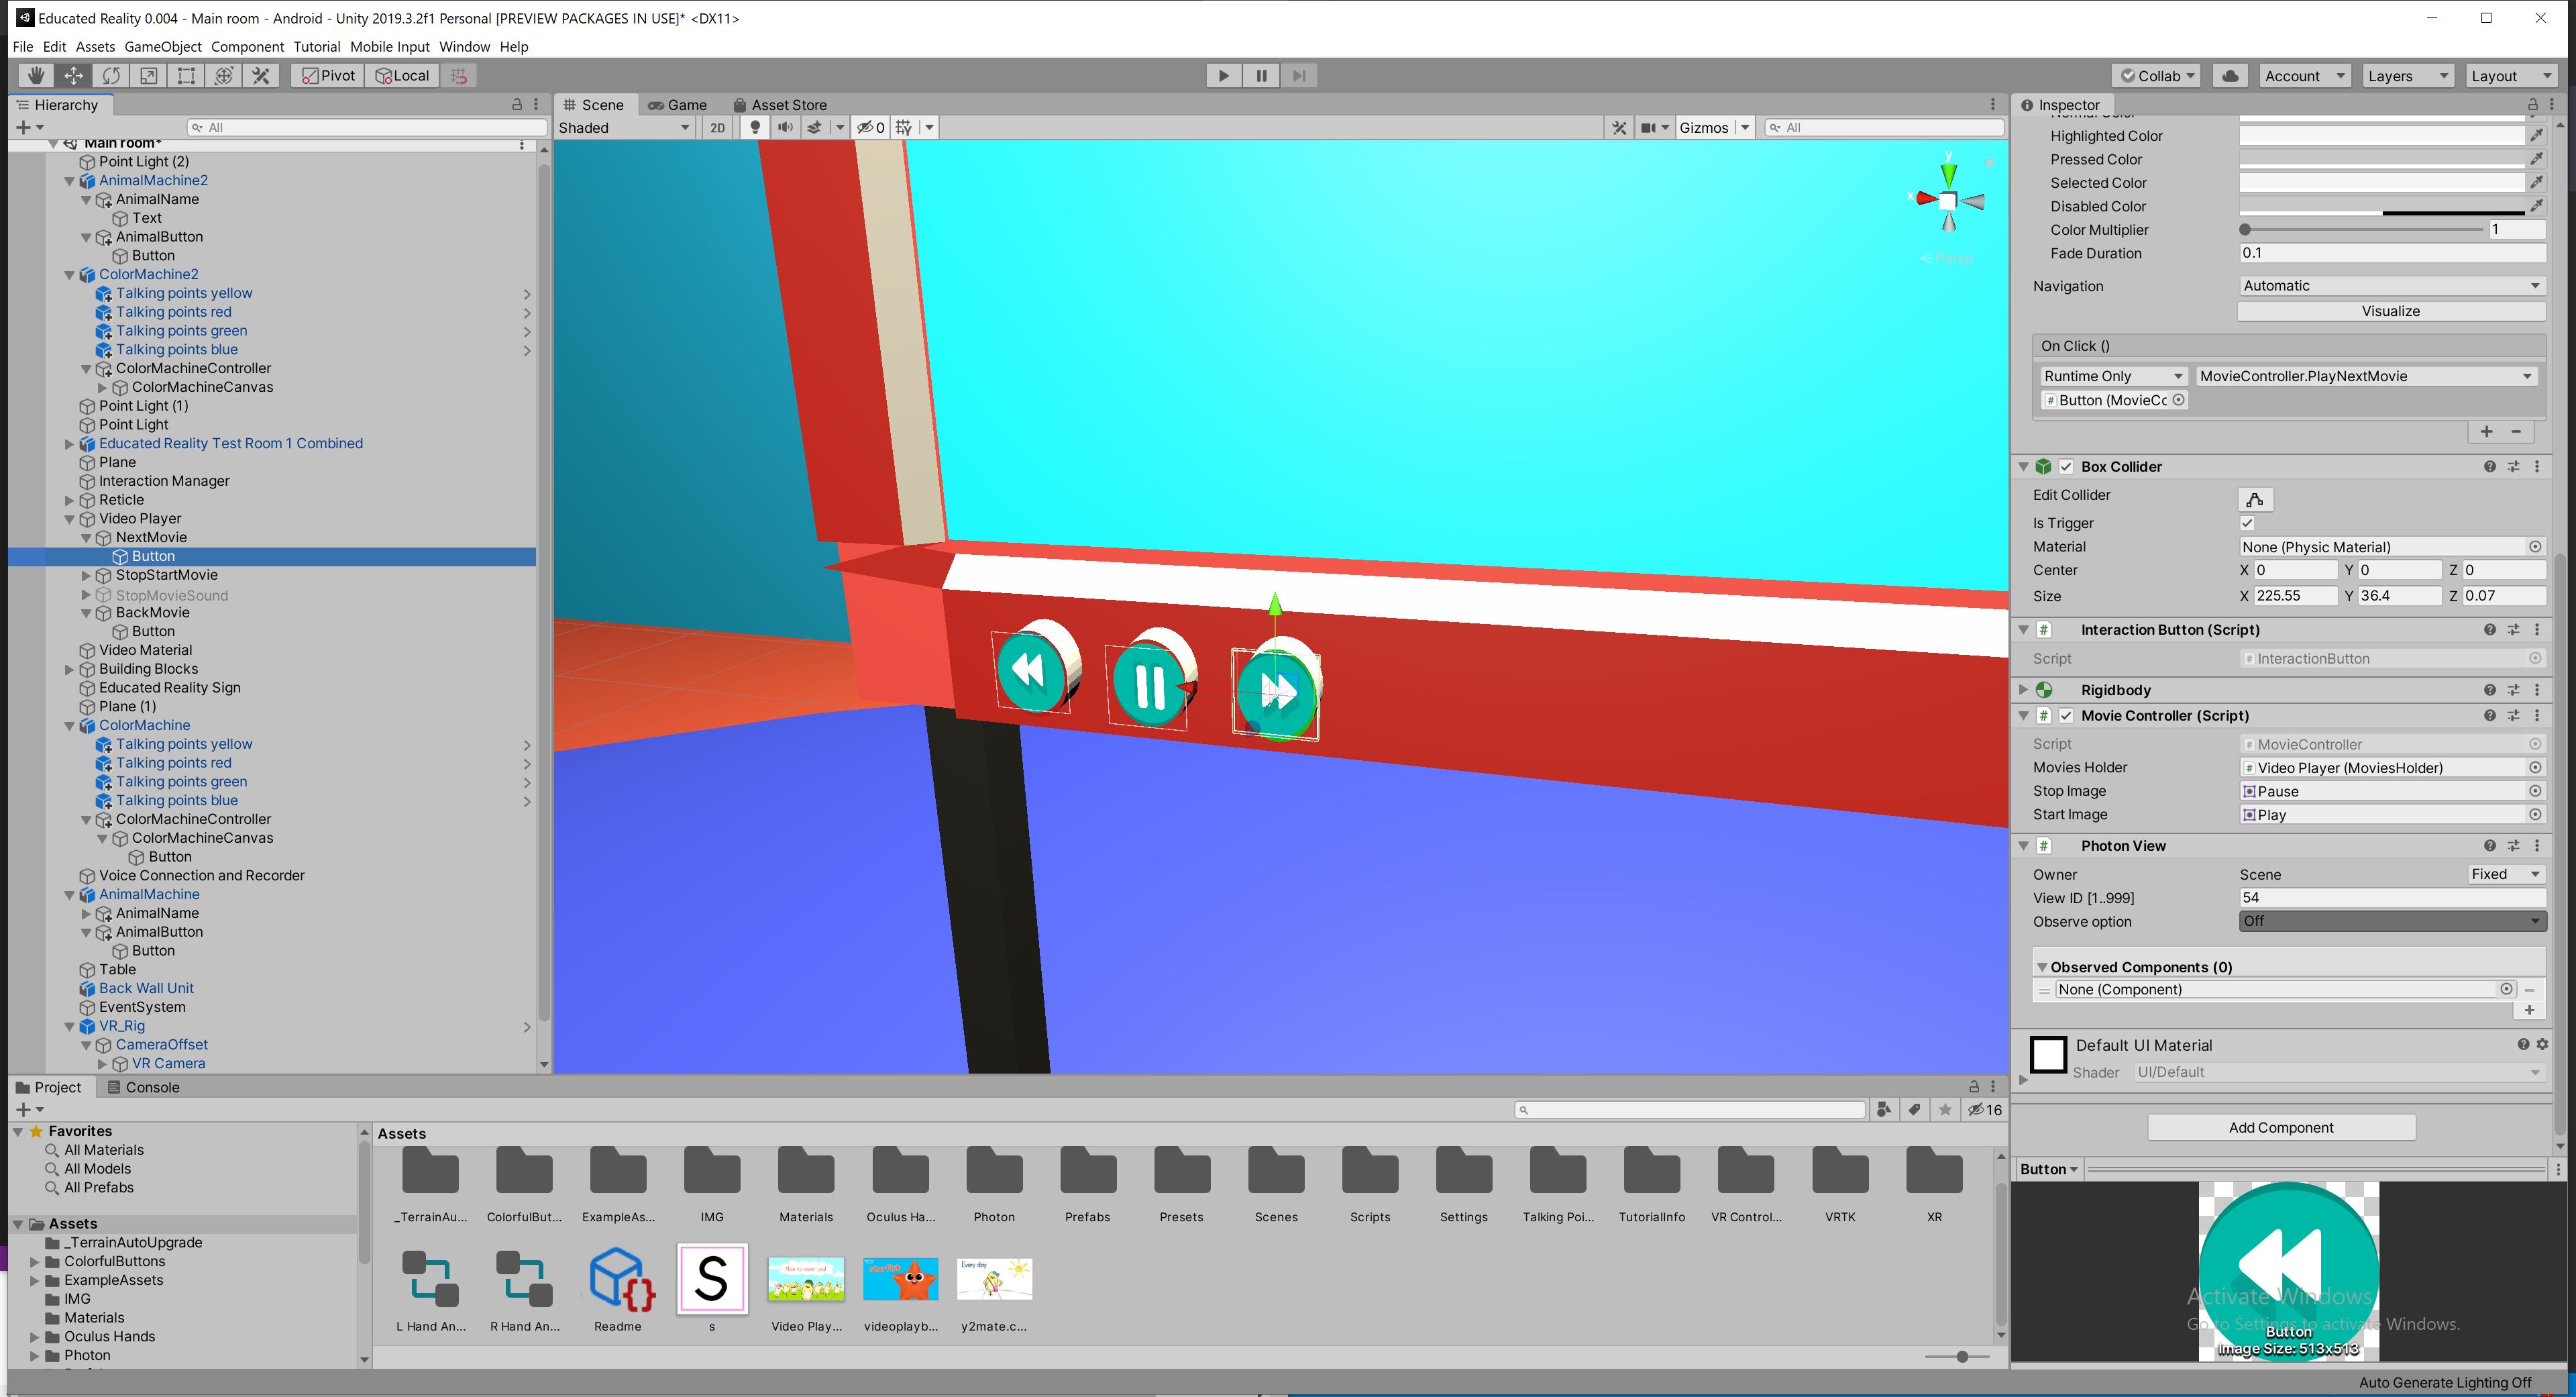 Educated Reality 0.004 - Main room - Android - Unity 2019.3.2f1 Personal [PREVIEW PACKAGES IN USE]* <DX11>
File Edit Assets GameObject Component Tutorial Mobile Input Window Help
Pivot Local Collab Account Layers Layout
Hierarchy
All
Main room*
Point Light (2)
AnimalMachine2
AnimalName
Text
AnimalButton
Button
ColorMachine2
Talking points yellow
Talking points red
Talking points green
Talking points blue
ColorMachineController
ColorMachineCanvas
Point Light (1)
Point Light
Educated Reality Test Room 1 Combined
Plane
Interaction Manager
Reticle
Video Player
NextMovie
Button
StopStartMovie
StopMovieSound
BackMovie
Button
Video Material
Building Blocks
Educated Reality Sign
Plane (1)
ColorMachine
Talking points yellow
Talking points red
Talking points green
Talking points blue
ColorMachineController
ColorMachineCanvas
Button
Voice Connection and Recorder
AnimalMachine
AnimalName
AnimalButton
Button
Table
Back Wall Unit
EventSystem
VR_Rig
CameraOffset
VR Camera
Scene Game Asset Store
Shaded 2D 0 Gizmos All
y
x
Persp
Inspector
Highlighted Color
Pressed Color
Selected Color
Disabled Color
Color Multiplier 1
Fade Duration 0.1
Navigation Automatic
Visualize
On Click ()
Runtime Only MovieController.PlayNextMovie
Button (MovieCo
Box Collider
Edit Collider
Is Trigger
Material None (Physic Material)
Center X 0 Y 0 Z 0
Size X 225.55 Y 36.4 Z 0.07
Interaction Button (Script)
Script InteractionButton
Rigidbody
Movie Controller (Script)
Script MovieController
Movies Holder Video Player (MoviesHolder)
Stop Image Pause
Start Image Play
Photon View
Owner Scene Fixed
View ID [1..999] 54
Observe option Off
Observed Components (0)
None (Component)
Default UI Material
Shader UI/Default
Add Component
Button
Activate Windows
Go to Settings to activate Windows.
Button
Image Size: 513x513
Project Console
16
Favorites
All Materials
All Models
All Prefabs
Assets
_TerrainAutoUpgrade
ColorfulButtons
ExampleAssets
IMG
Materials
Oculus Hands
Photon
Assets
_TerrainAu... ColorfulBut... ExampleAs... IMG Materials Oculus Ha... Photon Prefabs Presets Scenes Scripts Settings Talking Poi... TutorialInfo VR Control... VRTK XR
S
starfish
Every day
L Hand An... R Hand An... Readme s Video Play... videoplayb... y2mate.c...
Auto Generate Lighting Off